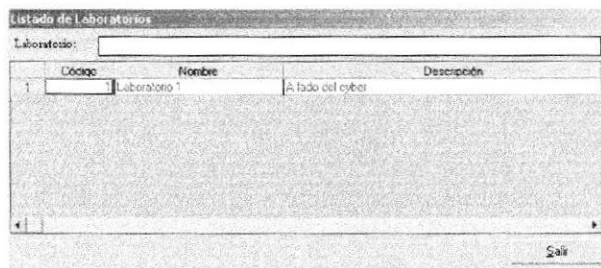 Listado de Laboratorios
Laboratorio:
Código Nombre Descripción
1 1 Laboratorio 1 A lado del cyber
Salir